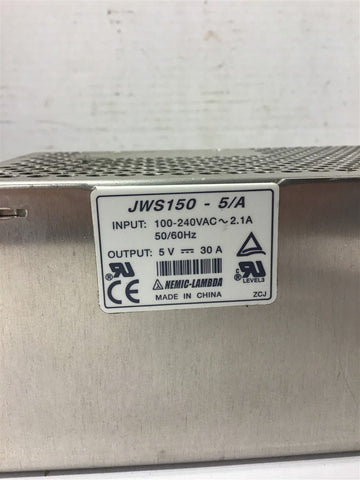 JWS150 - 5/A
INPUT: 100-240VAC ~ 2.1A
50/60Hz
OUTPUT: 5 V ⎓ 30 A
NEMIC-LAMBDA
LEVEL3
CE
MADE IN CHINA
ZCJ